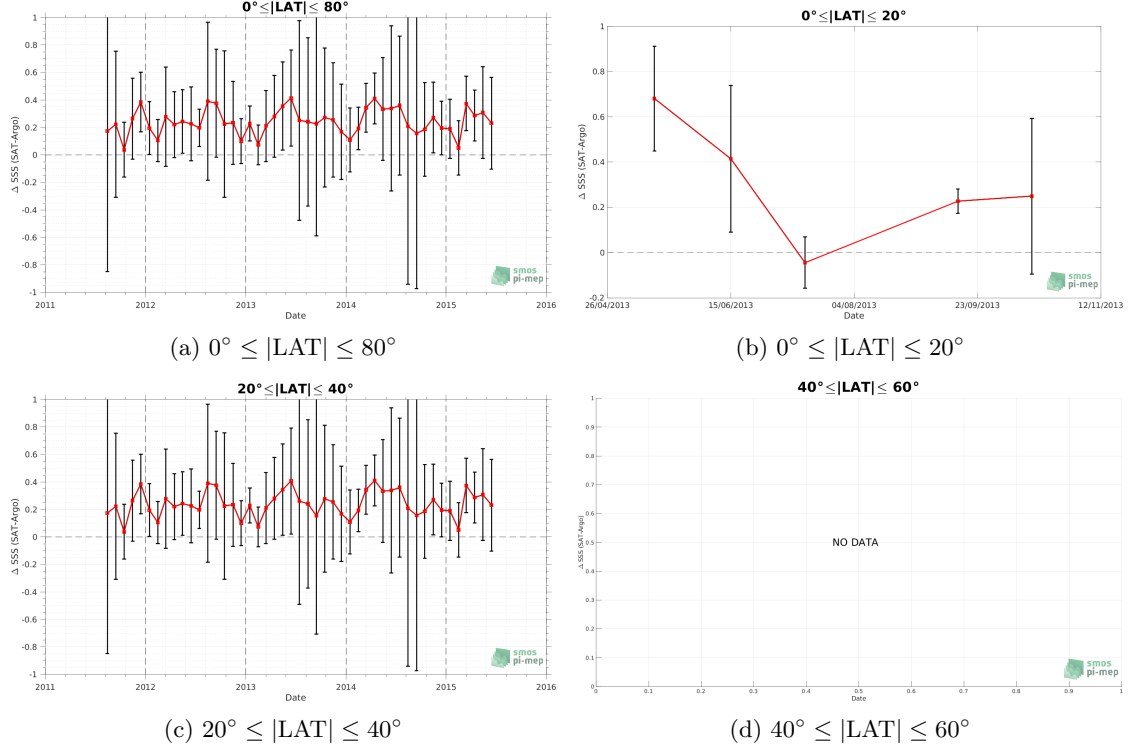 0°≤|LAT|≤ 80°
Δ SSS (SAT-Argo)
1
0.8
0.6
0.4
0.2
0
-0.2
-0.4
-0.6
-0.8
-1
2011 2012 2013 2014 2015 2016
Date
smos
pi-mep
(a) 0° ≤ |LAT| ≤ 80°
0°≤|LAT|≤ 20°
Δ SSS (SAT-Argo)
1
0.8
0.6
0.4
0.2
0
-0.2
26/04/2013 15/06/2013 04/08/2013 23/09/2013 12/11/2013
Date
smos
pi-mep
(b) 0° ≤ |LAT| ≤ 20°
20°≤|LAT|≤ 40°
Δ SSS (SAT-Argo)
1
0.8
0.6
0.4
0.2
0
-0.2
-0.4
-0.6
-0.8
-1
2011 2012 2013 2014 2015 2016
Date
smos
pi-mep
(c) 20° ≤ |LAT| ≤ 40°
40°≤|LAT|≤ 60°
Δ SSS (SAT-Argo)
1
0.9
0.8
0.7
0.6
0.5
0.4
0.3
0.2
0.1
0
NO DATA
0 0.1 0.2 0.3 0.4 0.5 0.6 0.7 0.8 0.9 1
Date
smos
pi-mep
(d) 40° ≤ |LAT| ≤ 60°